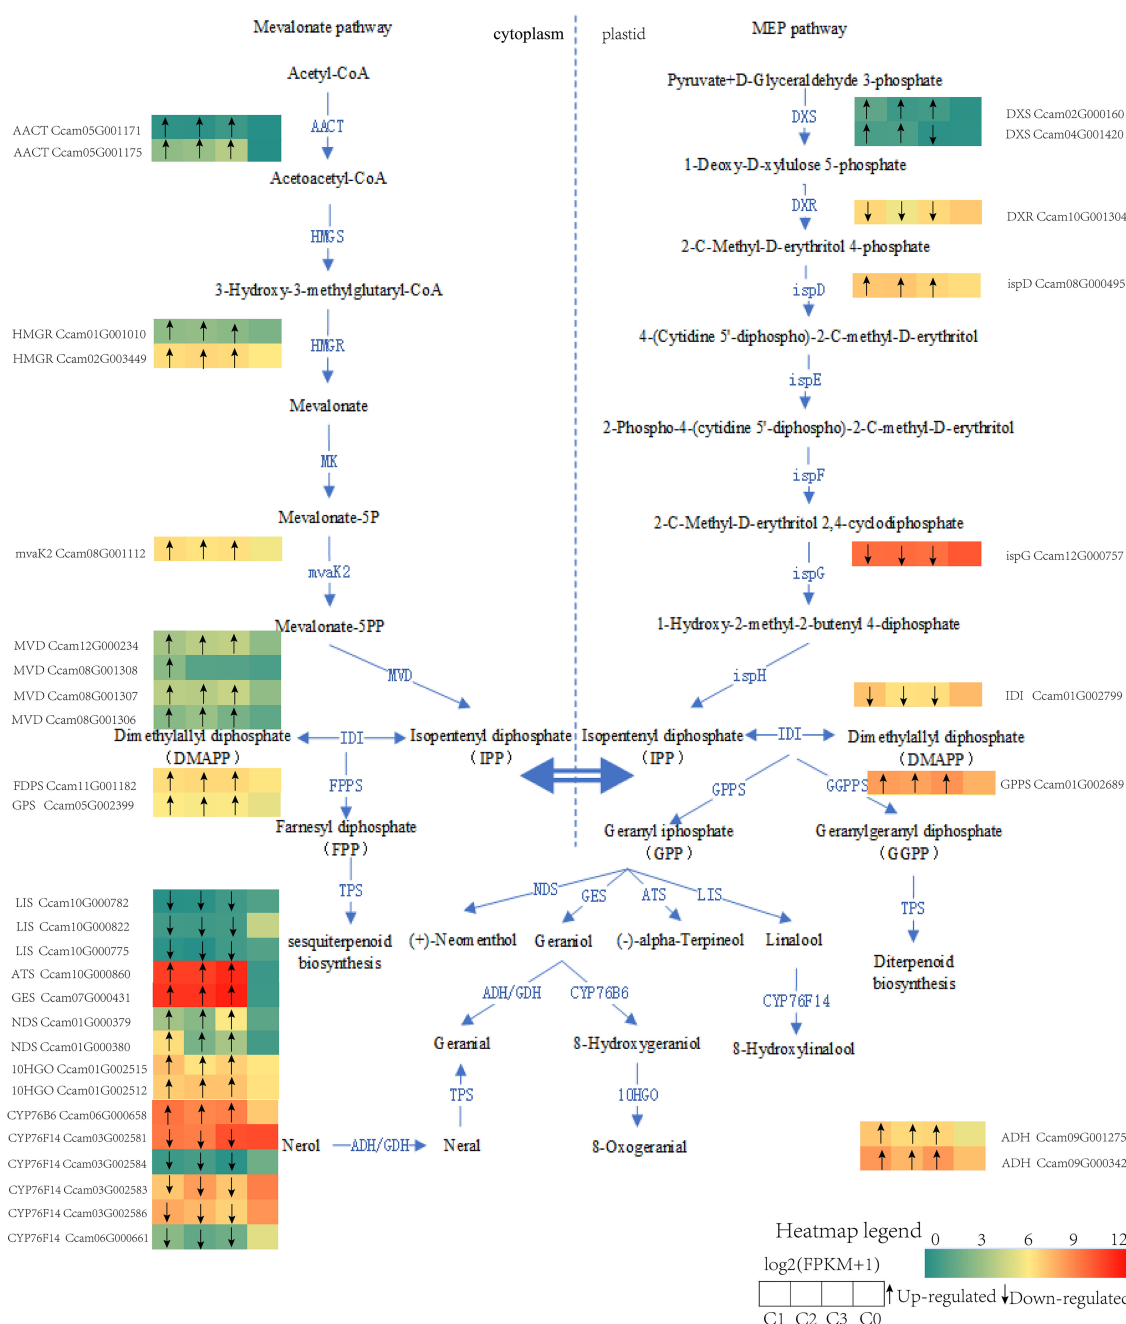 Mevalonate pathway
cytoplasm
plastid
MEP pathway
Acetyl-CoA
Pyruvate+D-Glyceraldehyde 3-phosphate
AACT
DXS
AACT Ccam05G001171
AACT Ccam05G001175
DXS Ccam02G000160
DXS Ccam04G001420
Acetoacetyl-CoA
1-Deoxy-D-xylulose 5-phosphate
HMGS
DXR
DXR Ccam10G001304
2-C-Methyl-D-erythritol 4-phosphate
3-Hydroxy-3-methylglutaryl-CoA
ispD
ispD Ccam08G000495
HMGR Ccam01G001010
HMGR Ccam02G003449
HMGR
4-(Cytidine 5'-diphospho)-2-C-methyl-D-erythritol
ispE
Mevalonate
2-Phospho-4-(cytidine 5'-diphospho)-2-C-methyl-D-erythritol
MK
ispF
Mevalonate-5P
2-C-Methyl-D-erythritol 2,4-cyclodiphosphate
mvaK2 Ccam08G001112
mvaK2
ispG
ispG Ccam12G000757
Mevalonate-5PP
1-Hydroxy-2-methyl-2-butenyl 4-diphosphate
MVD Ccam12G000234
MVD Ccam08G001308
MVD Ccam08G001307
MVD Ccam08G001306
MVD
ispH
IDI Ccam01G002799
Dimethylallyl diphosphate
(DMAPP)
IDI
Isopentenyl diphosphate
(IPP)
Isopentenyl diphosphate
(IPP)
IDI
Dimethylallyl diphosphate
(DMAPP)
FDPS Ccam11G001182
GPS Ccam05G002399
FPPS
GPPS
GGPPS
GPPS Ccam01G002689
Farnesyl diphosphate
(FPP)
Geranyl iphosphate
(GPP)
Geranylgeranyl diphosphate
(GGPP)
TPS
NDS
GES
ATS
LIS
TPS
sesquiterpenoid
biosynthesis
(+)-Neomenthol
Geraniol
(-)-alpha-Terpineol
Linalool
Diterpenoid
biosynthesis
LIS Ccam10G000782
LIS Ccam10G000822
LIS Ccam10G000775
ATS Ccam10G000860
GES Ccam07G000431
NDS Ccam01G000379
NDS Ccam01G000380
10HGO Ccam01G002515
10HGO Ccam01G002512
CYP76B6 Ccam06G000658
CYP76F14 Ccam03G002581
CYP76F14 Ccam03G002584
CYP76F14 Ccam03G002583
CYP76F14 Ccam03G002586
CYP76F14 Ccam06G000661
ADH/GDH
CYP76B6
CYP76F14
Geranial
8-Hydroxygeraniol
8-Hydroxylinalool
TPS
10HGO
Nerol
ADH/GDH
Neral
8-Oxogeranial
ADH Ccam09G001275
ADH Ccam09G000342
Heatmap legend
0 3 6 9 12
log2(FPKM+1)
Up-regulated
Down-regulated
C1 C2 C3 C0